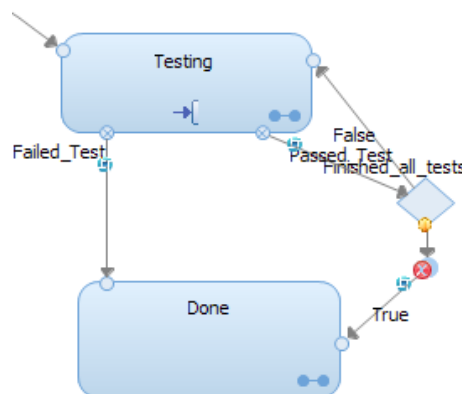 Testing
False
Failed_Test
Passed_Test
Finished_all_tests
Done
True